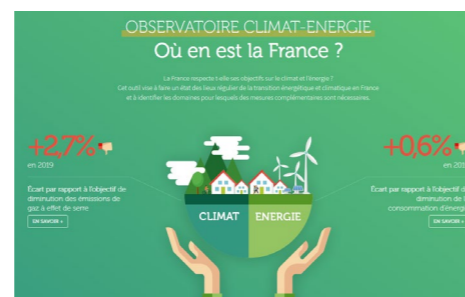 OBSERVATOIRE CLIMAT-ENERGIE
Où en est la France ?
La France respecte t-elle ses objectifs sur le climat et l'énergie ?
Cet outil vise à faire un état des lieux régulier de la transition énergétique et climatique en France
et à identifier les domaines pour lesquels des mesures complémentaires sont nécessaires.
+2,7%
en 2019
Écart par rapport à l'objectif de
diminution des émissions de
gaz à effet de serre
EN SAVOIR +
CLIMAT
ENERGIE
+0,6%
en 201
Écart par rapport à l'objectif d
diminution de l
consommation d'énergi
EN SAVOIR +